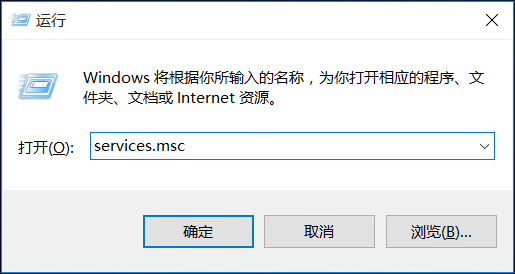 运行
Windows 将根据你所输入的名称，为你打开相应的程序、文
件夹、文档或 Internet 资源。
打开(O): services.msc
确定 取消 浏览(B)...